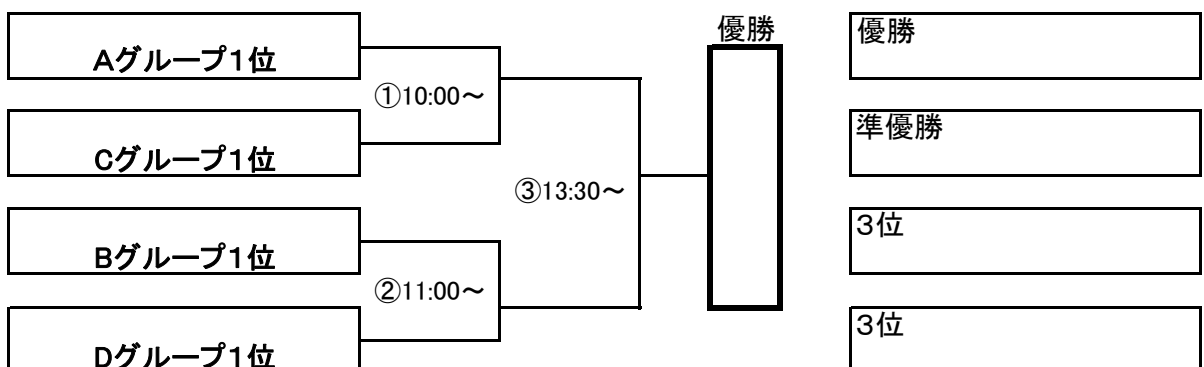 優勝
優勝
Aグループ1位
①10:00～
準優勝
Cグループ1位
③13:30～
3位
Bグループ1位
②11:00～
3位
Dグループ1位